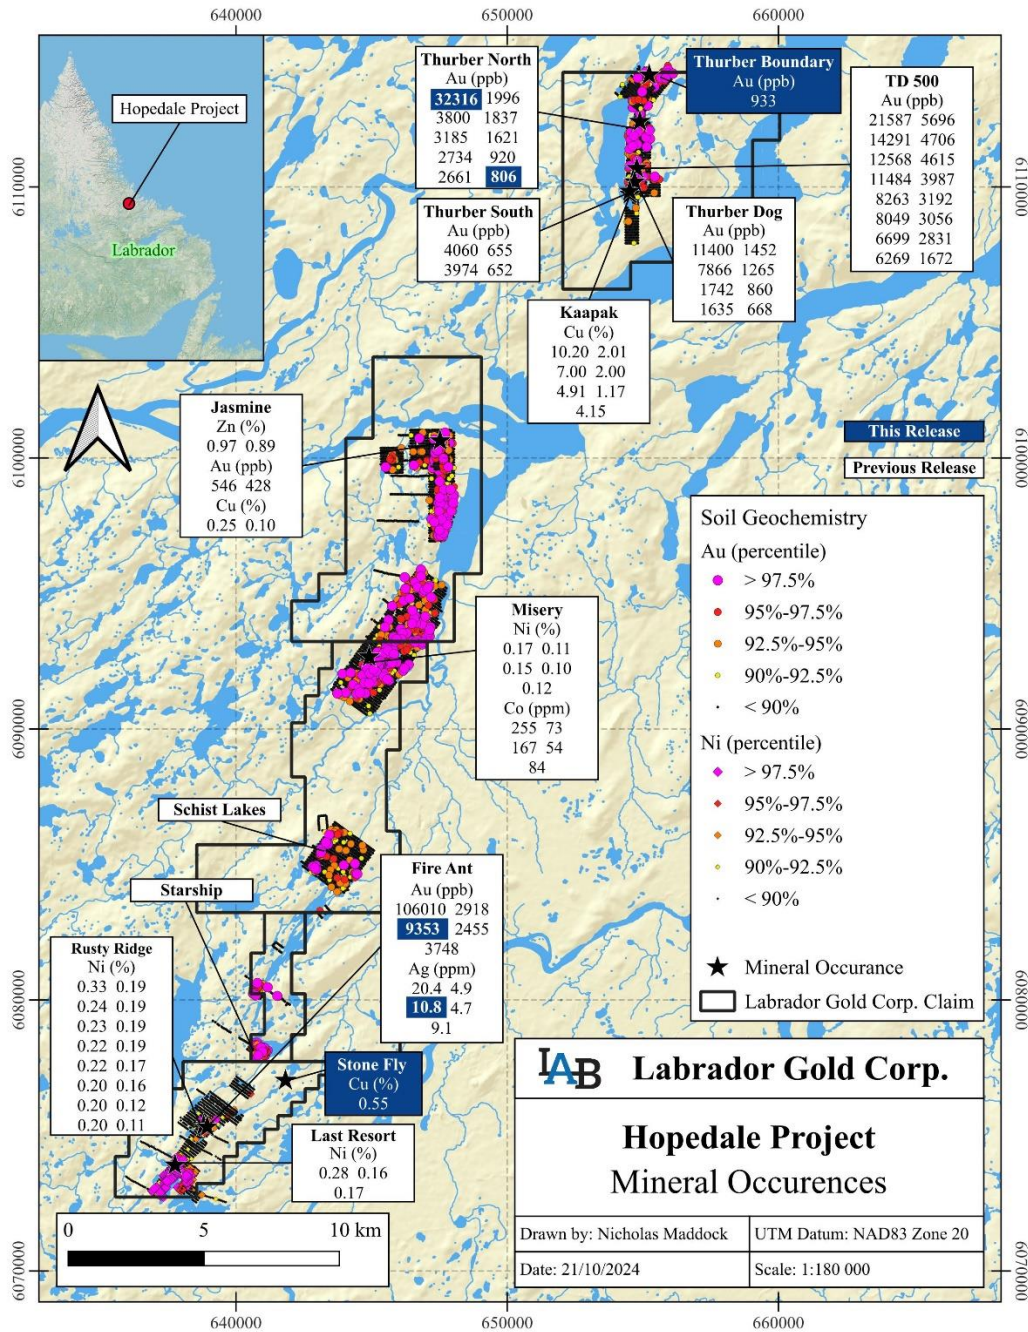 640000
650000
660000
Hopedale Project
Labrador
Thurber North
Au (ppb)
32316 1996
3800 1837
3185 1621
2734 920
2661 806
Thurber Boundary
Au (ppb)
933
TD 500
Au (ppb)
21587 5696
14291 4706
12568 4615
11484 3987
8263 3192
8049 3056
6699 2831
6269 1672
6110000
6110000
Thurber South
Au (ppb)
4060 655
3974 652
Thurber Dog
Au (ppb)
11400 1452
7866 1265
1742 860
1635 668
Kaapak
Cu (%)
10.20 2.01
7.00 2.00
4.91 1.17
4.15
Jasmine
Zn (%)
0.97 0.89
Au (ppb)
546 428
Cu (%)
0.25 0.10
6100000
6100000
This Release
Previous Release
Soil Geochemistry
Au (percentile)
> 97.5%
95%-97.5%
92.5%-95%
90%-92.5%
< 90%
Ni (percentile)
> 97.5%
95%-97.5%
92.5%-95%
90%-92.5%
< 90%
Mineral Occurance
Labrador Gold Corp. Claim
Misery
Ni (%)
0.17 0.11
0.15 0.10
0.12
Co (ppm)
255 73
167 54
84
6090000
6090000
Schist Lakes
Starship
Fire Ant
Au (ppb)
106010 2918
9353 2455
3748
Ag (ppm)
20.4 4.9
10.8 4.7
9.1
Rusty Ridge
Ni (%)
0.33 0.19
0.24 0.19
0.23 0.19
0.22 0.19
0.22 0.17
0.20 0.16
0.20 0.12
0.20 0.11
6080000
6080000
Stone Fly
Cu (%)
0.55
Last Resort
Ni (%)
0.28 0.16
0.17
LAB Labrador Gold Corp.
Hopedale Project
Mineral Occurences
Drawn by: Nicholas Maddock
UTM Datum: NAD83 Zone 20
Date: 21/10/2024
Scale: 1:180 000
0 5 10 km
6070000
6070000
640000
650000
660000